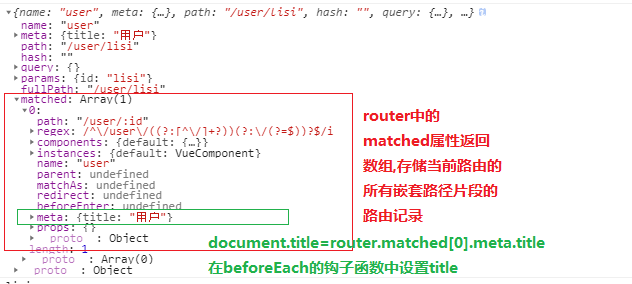 {name: "user", meta: {…}, path: "/user/lisi", hash: "", query: {…}, …}
name: "user"
meta: {title: "用户"}
path: "/user/lisi"
hash: ""
query: {}
params: {id: "lisi"}
fullPath: "/user/lisi"
matched: Array(1)
0:
path: "/user/:id"
regex: /^\/user\/((?:[^\/]+?))(?:\/(?=$))?$/i
components: {default: {…}}
instances: {default: VueComponent}
name: "user"
parent: undefined
matchAs: undefined
redirect: undefined
beforeEnter: undefined
meta: {title: "用户"}
props: {}
proto : Object
length: 1
proto : Array(0)
proto : Object
router中的
matched属性返回
数组,存储当前路由的
所有嵌套路径片段的
路由记录
document.title=router.matched[0].meta.title
在beforeEach的钩子函数中设置title